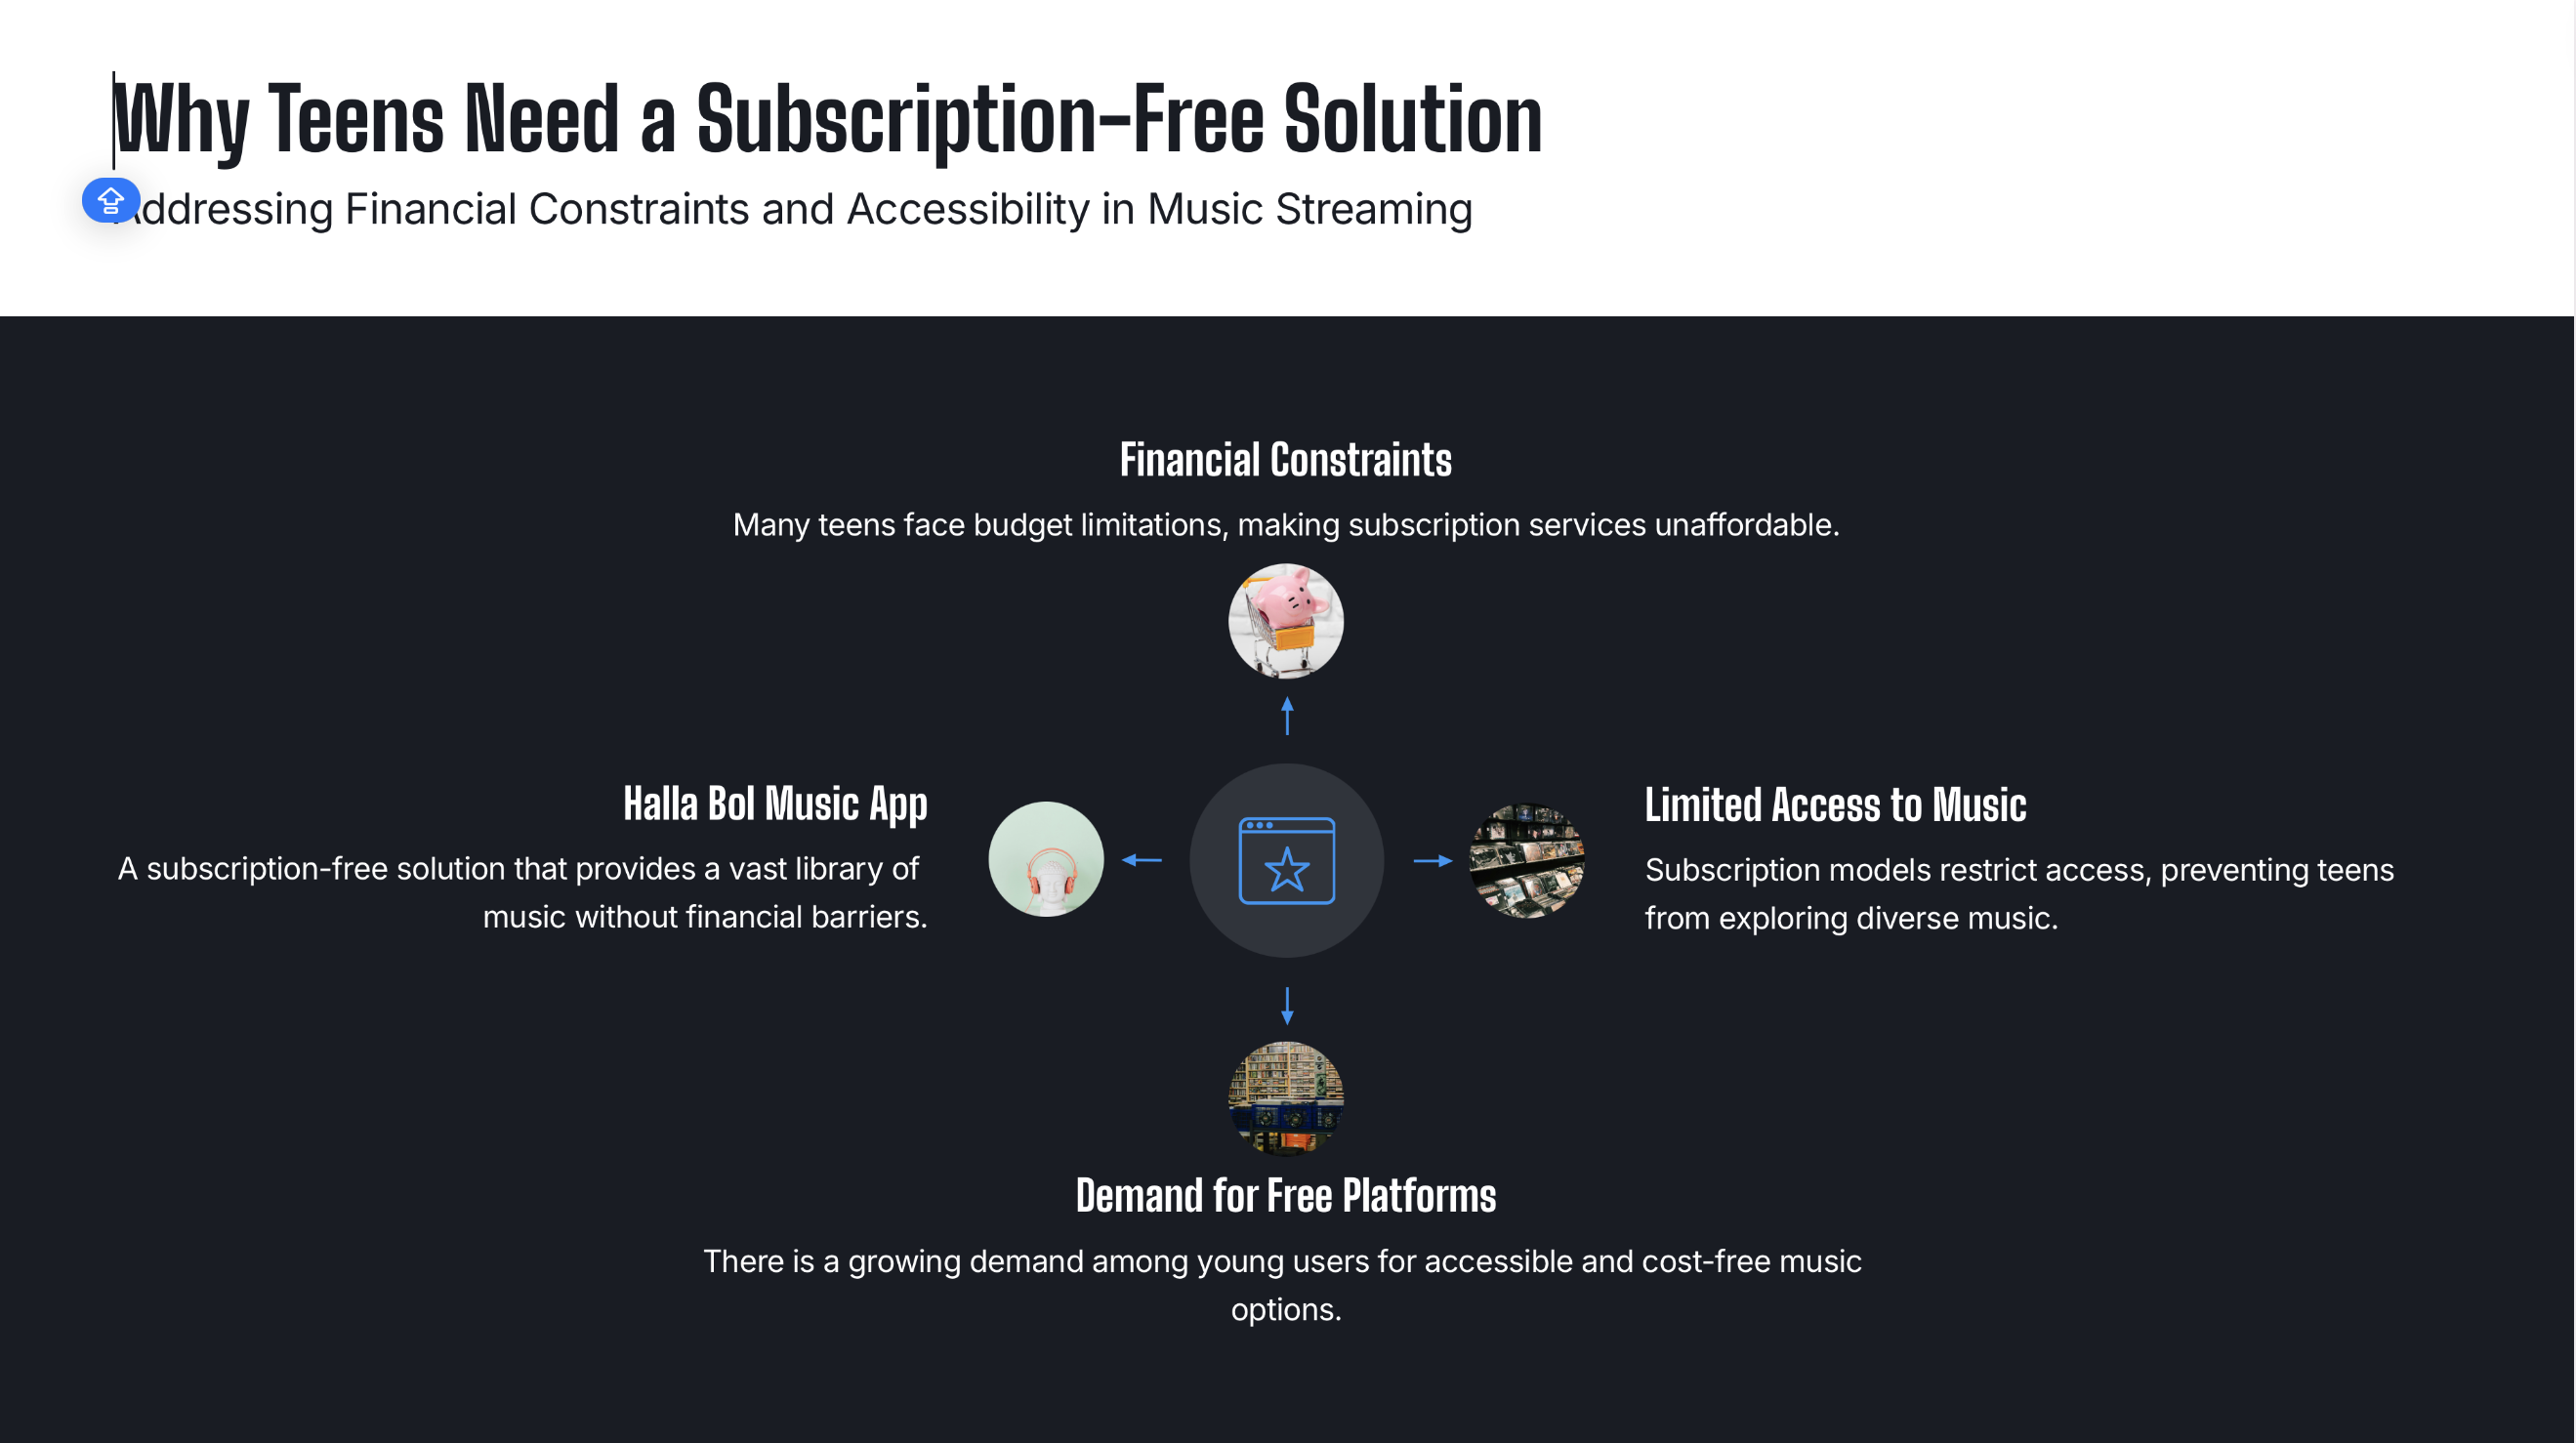 Why Teens Need a Subscription-Free Solution
Addressing Financial Constraints and Accessibility in Music Streaming
Financial Constraints
Many teens face budget limitations, making subscription services unaffordable.
Halla Bol Music App
A subscription-free solution that provides a vast library of
music without financial barriers.
Limited Access to Music
Subscription models restrict access, preventing teens
from exploring diverse music.
Demand for Free Platforms
There is a growing demand among young users for accessible and cost-free music
options.